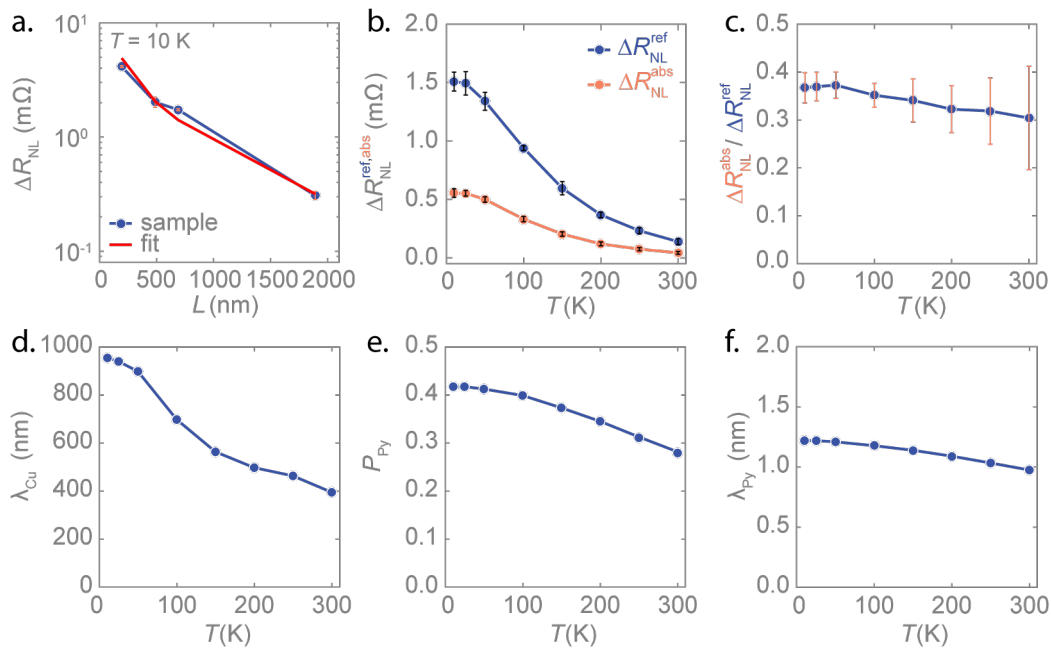 a.
T = 10 K
10¹
10⁰
10⁻¹
ΔR_NL (mΩ)
sample
fit
0 500 1000 1500 2000
L (nm)
b.
2.0
1.5
1.0
0.5
0.0
ΔR_NL^ref,abs (mΩ)
ΔR_NL^ref
ΔR_NL^abs
0 100 200 300
T(K)
c.
0.5
0.4
0.3
0.2
0.1
0.0
ΔR_NL^abs / ΔR_NL^ref
0 100 200 300
T(K)
d.
1000
800
600
400
200
0
λ_Cu (nm)
0 100 200 300
T(K)
e.
0.5
0.4
0.3
0.2
0.1
0.0
P_Py
0 100 200 300
T(K)
f.
2.0
1.5
1.0
0.5
0.0
λ_Py (nm)
0 100 200 300
T(K)